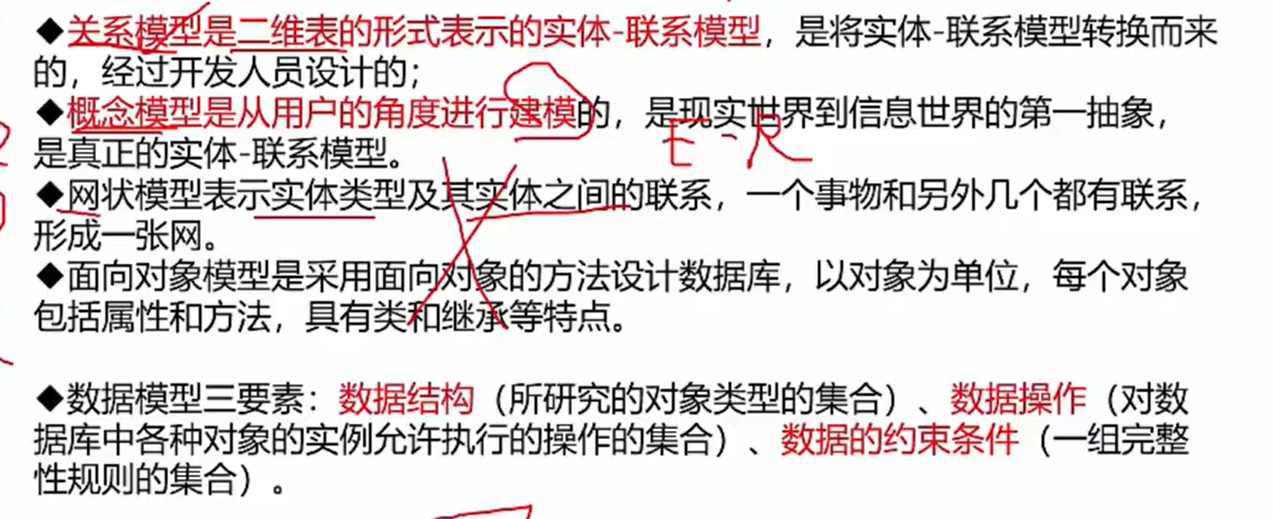 ◆关系模型是二维表的形式表示的实体-联系模型，是将实体-联系模型转换而来
的，经过开发人员设计的；
◆概念模型是从用户的角度进行建模的，是现实世界到信息世界的第一抽象，
E-R
是真正的实体-联系模型。
◆网状模型表示实体类型及其实体之间的联系，一个事物和另外几个都有联系，
形成一张网。
◆面向对象模型是采用面向对象的方法设计数据库，以对象为单位，每个对象
包括属性和方法，具有类和继承等特点。
◆数据模型三要素：数据结构（所研究的对象类型的集合）、数据操作（对数
据库中各种对象的实例允许执行的操作的集合）、数据的约束条件（一组完整
性规则的集合）。